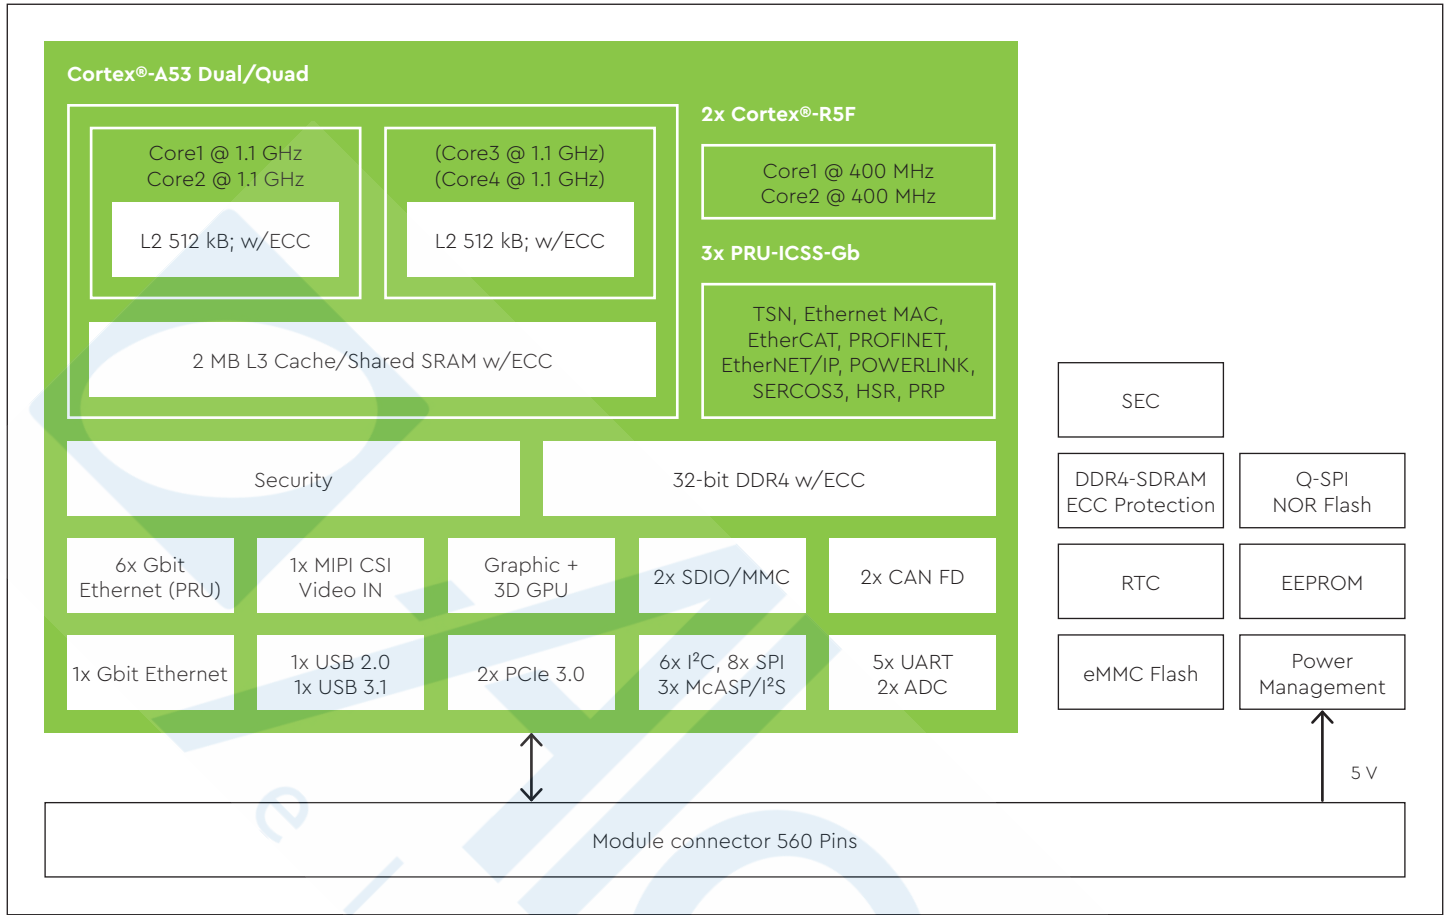 Cortex®-A53 Dual/Quad
Core1 @ 1.1 GHz
Core2 @ 1.1 GHz
L2 512 kB; w/ECC
(Core3 @ 1.1 GHz)
(Core4 @ 1.1 GHz)
L2 512 kB; w/ECC
2 MB L3 Cache/Shared SRAM w/ECC
2x Cortex®-R5F
Core1 @ 400 MHz
Core2 @ 400 MHz
3x PRU-ICSS-Gb
TSN, Ethernet MAC,
EtherCAT, PROFINET,
EtherNET/IP, POWERLINK,
SERCOS3, HSR, PRP
Security
32-bit DDR4 w/ECC
6x Gbit
Ethernet (PRU)
1x MIPI CSI
Video IN
Graphic +
3D GPU
2x SDIO/MMC
2x CAN FD
1x Gbit Ethernet
1x USB 2.0
1x USB 3.1
2x PCIe 3.0
6x I²C, 8x SPI
3x McASP/I²S
5x UART
2x ADC
SEC
DDR4-SDRAM
ECC Protection
Q-SPI
NOR Flash
RTC
EEPROM
eMMC Flash
Power
Management
5 V
Module connector 560 Pins